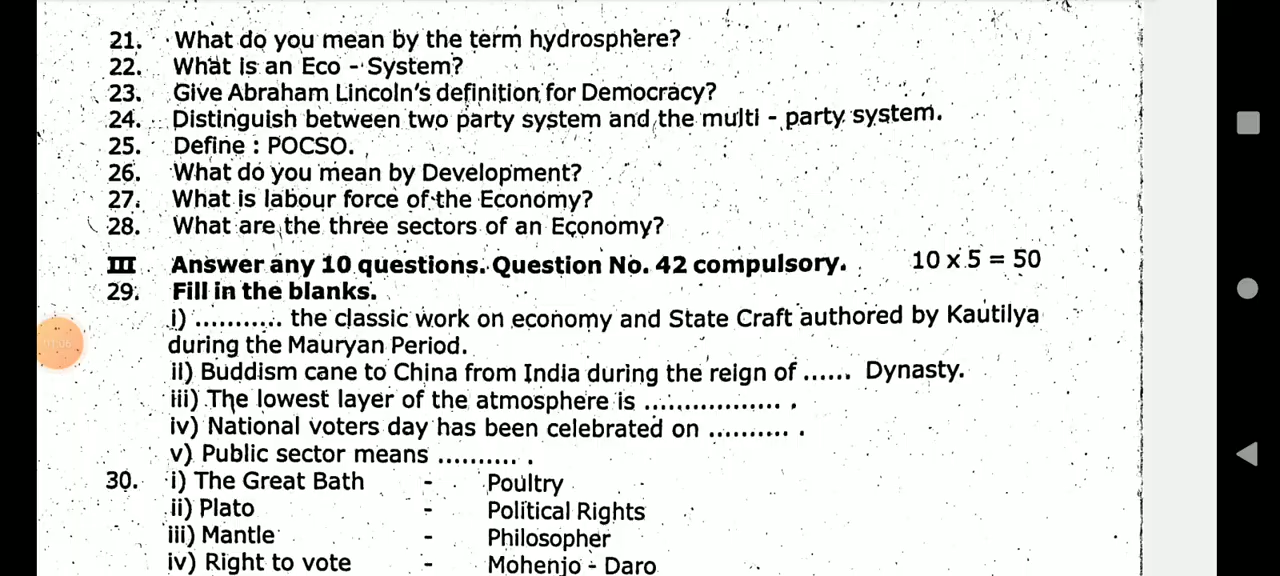 21. What do you mean by the term hydrosphere?
22. What is an Eco - System?
23. Give Abraham Lincoln's definition for Democracy?
24. Distinguish between two party system and the multi - party system.
25. Define : POCSO.
26. What do you mean by Development?
27. What is labour force of the Economy?
28. What are the three sectors of an Economy?
III Answer any 10 questions. Question No. 42 compulsory. 10 x 5 = 50
29. Fill in the blanks.
i) ........... the classic work on economy and State Craft authored by Kautilya
during the Mauryan Period.
ii) Buddism cane to China from India during the reign of ...... Dynasty.
iii) The lowest layer of the atmosphere is ................. .
iv) National voters day has been celebrated on .......... .
v) Public sector means .......... .
30. i) The Great Bath - Poultry
ii) Plato - Political Rights
iii) Mantle - Philosopher
iv) Right to vote - Mohenjo - Daro